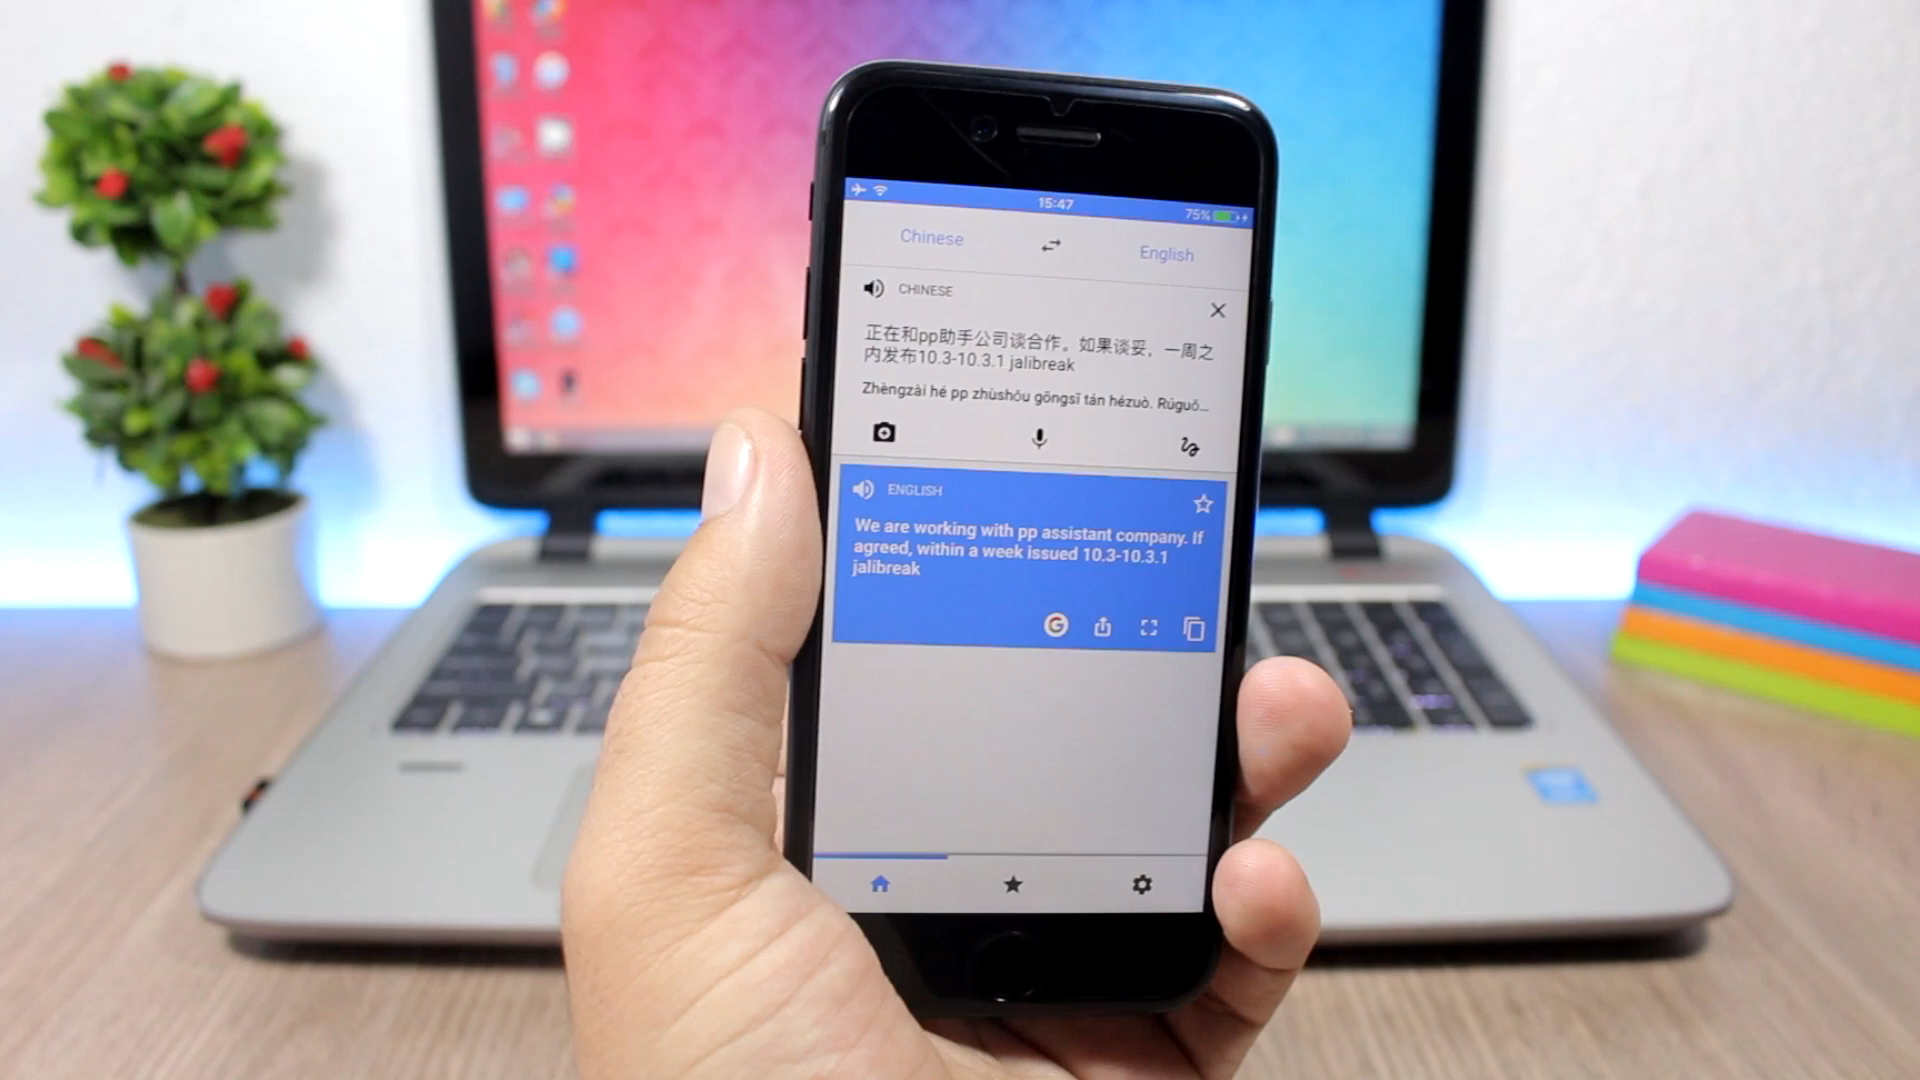 15:47
75%
Chinese
English
CHINESE
正在和pp助手公司谈合作。如果谈妥，一周之
内发布10.3-10.3.1 jalibreak
Zhèngzài hé pp zhùshǒu gōngsī tán hézuò. Rúguǒ...
ENGLISH
We are working with pp assistant company. If
agreed, within a week issued 10.3-10.3.1
jalibreak